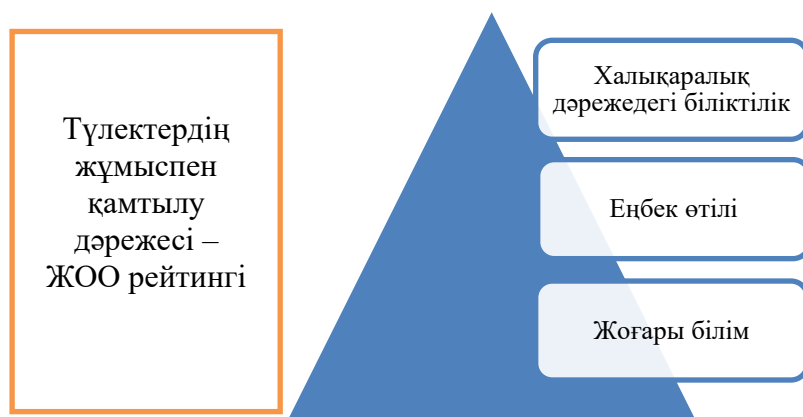 Түлектердің
жұмыспен
қамтылу
дәрежесі –
ЖОО рейтингі
Халықаралық
дәрежедегі біліктілік
Еңбек өтілі
Жоғары білім